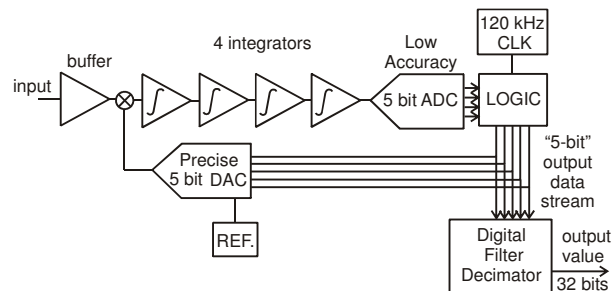 120 kHz
CLK
4 integrators
Low
Accuracy
buffer
input
∫
∫
∫
∫
5 bit ADC
LOGIC
Precise
5 bit DAC
REF.
“5-bit”
output
data
stream
Digital
Filter
Decimator
output
value
32 bits